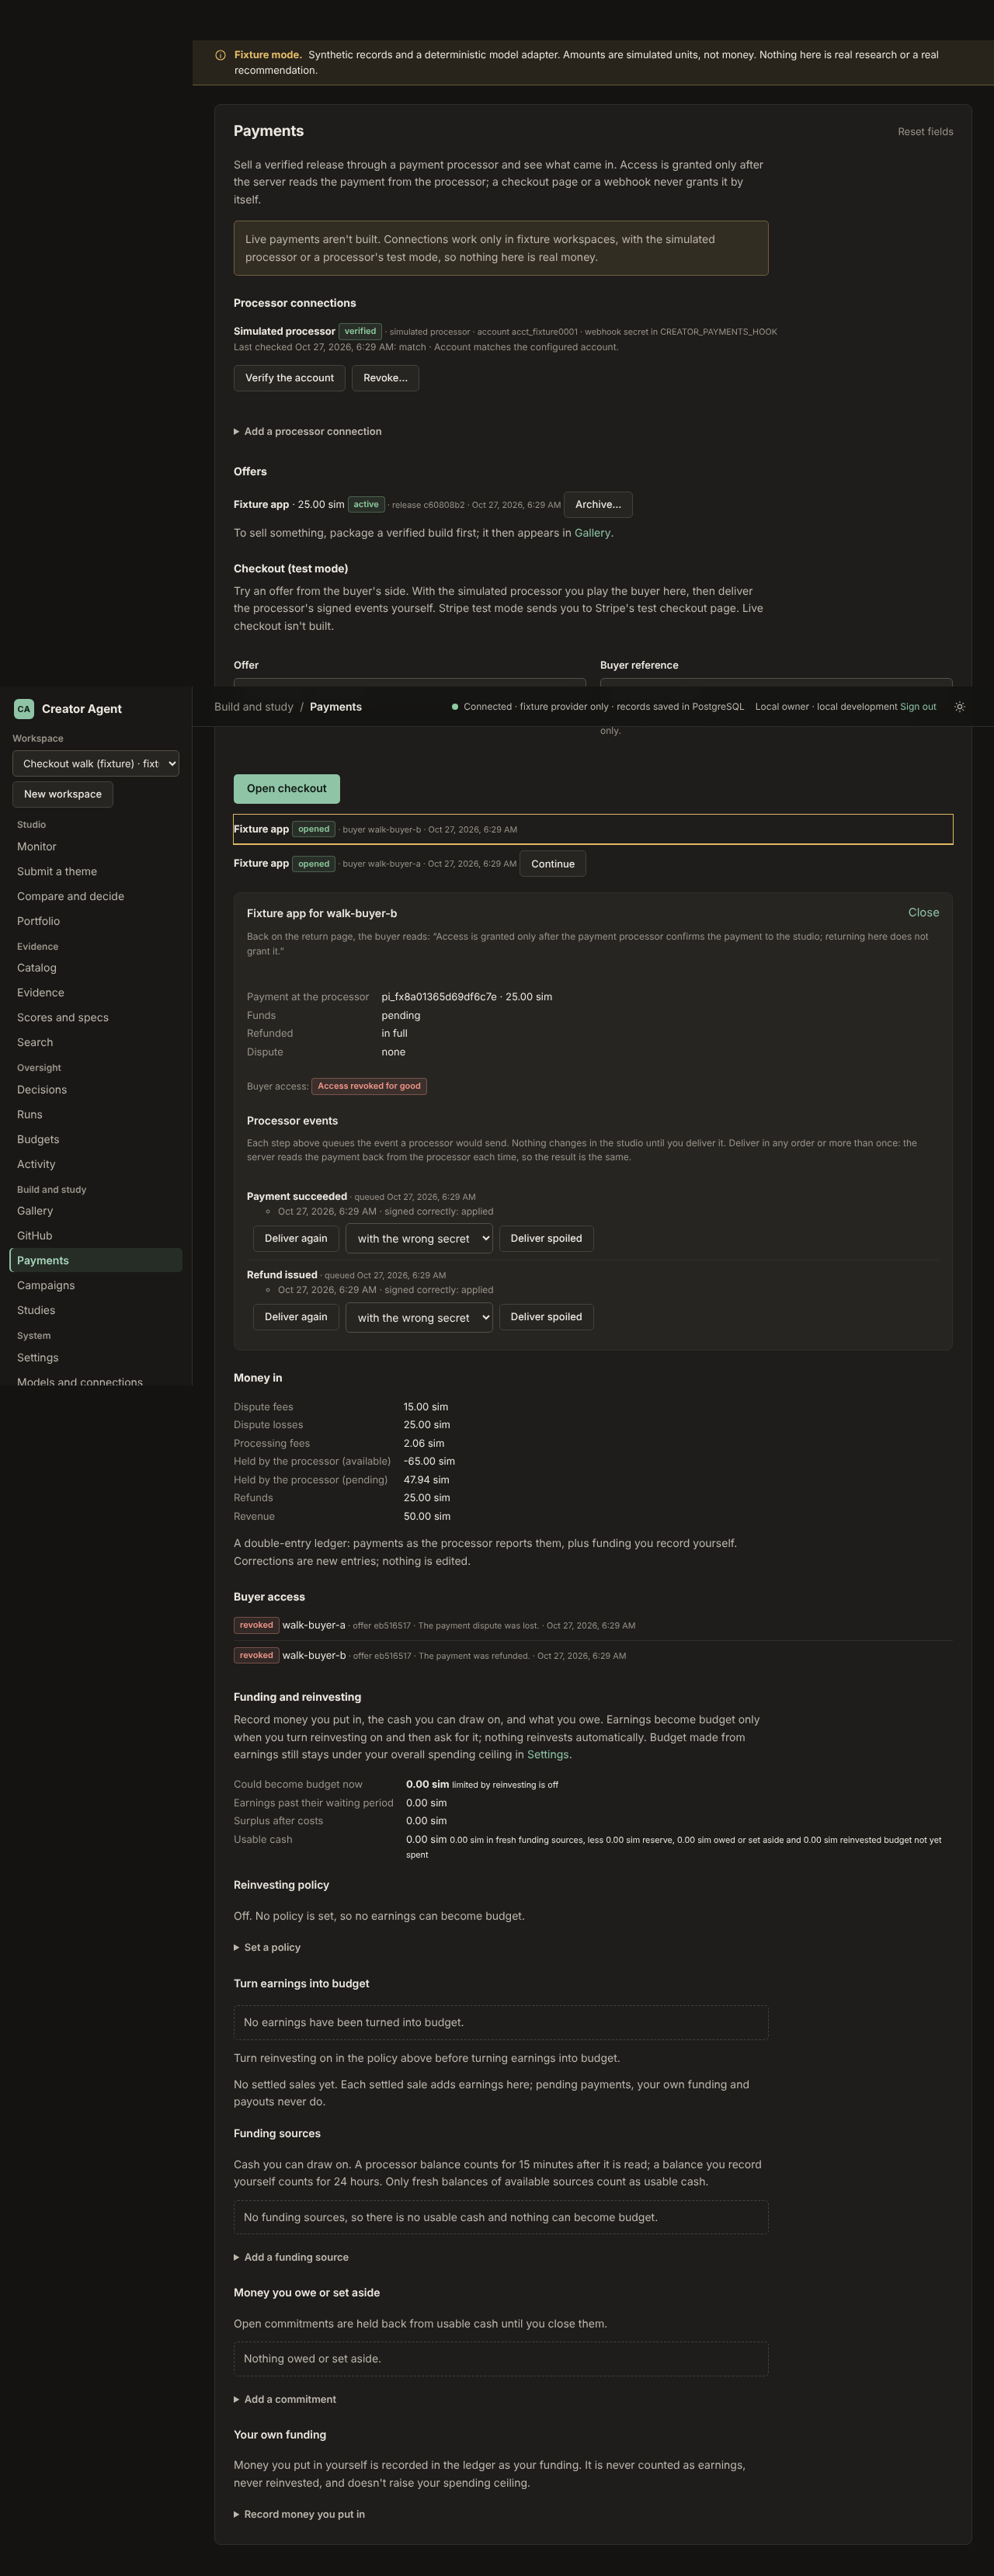 Fixture mode. Synthetic records and a deterministic model adapter. Amounts are simulated units, not money. Nothing here is real research or a real
recommendation.
Payments
Reset fields
Sell a verified release through a payment processor and see what came in. Access is granted only after
the server reads the payment from the processor; a checkout page or a webhook never grants it by
itself.
Live payments aren't built. Connections work only in fixture workspaces, with the simulated
processor or a processor's test mode, so nothing here is real money.
Processor connections
Simulated processor verified · simulated processor · account acct_fixture0001 · webhook secret in CREATOR_PAYMENTS_HOOK
Last checked Oct 27, 2026, 6:29 AM: match · Account matches the configured account.
Verify the account
Revoke...
Add a processor connection
Offers
Fixture app · 25.00 sim active · release c60808b2 · Oct 27, 2026, 6:29 AM Archive...
To sell something, package a verified build first; it then appears in Gallery.
Checkout (test mode)
Try an offer from the buyer's side. With the simulated processor you play the buyer here, then deliver
the processor's signed events yourself. Stripe test mode sends you to Stripe's test checkout page. Live
checkout isn't built.
Offer
Buyer reference
CA Creator Agent
Workspace
Checkout walk (fixture) · fixt
New workspace
Studio
Monitor
Submit a theme
Compare and decide
Portfolio
Evidence
Catalog
Evidence
Scores and specs
Search
Oversight
Decisions
Runs
Budgets
Activity
Build and study
Gallery
GitHub
Payments
Campaigns
Studies
System
Settings
Models and connections
Build and study / Payments
Connected · fixture provider only · records saved in PostgreSQL
Local owner · local development Sign out
only.
Open checkout
Fixture app opened · buyer walk-buyer-b · Oct 27, 2026, 6:29 AM
Fixture app opened · buyer walk-buyer-a · Oct 27, 2026, 6:29 AM Continue
Fixture app for walk-buyer-b
Close
Back on the return page, the buyer reads: “Access is granted only after the payment processor confirms the payment to the studio; returning here does not
grant it.”
Payment at the processor pi_fx8a01365d69df6c7e · 25.00 sim
Funds pending
Refunded in full
Dispute none
Buyer access: Access revoked for good
Processor events
Each step above queues the event a processor would send. Nothing changes in the studio until you deliver it. Deliver in any order or more than once: the
server reads the payment back from the processor each time, so the result is the same.
Payment succeeded · queued Oct 27, 2026, 6:29 AM
Oct 27, 2026, 6:29 AM · signed correctly: applied
Deliver again
with the wrong secret
Deliver spoiled
Refund issued · queued Oct 27, 2026, 6:29 AM
Oct 27, 2026, 6:29 AM · signed correctly: applied
Deliver again
with the wrong secret
Deliver spoiled
Money in
Dispute fees 15.00 sim
Dispute losses 25.00 sim
Processing fees 2.06 sim
Held by the processor (available) -65.00 sim
Held by the processor (pending) 47.94 sim
Refunds 25.00 sim
Revenue 50.00 sim
A double-entry ledger: payments as the processor reports them, plus funding you record yourself.
Corrections are new entries; nothing is edited.
Buyer access
revoked walk-buyer-a · offer eb516517 · The payment dispute was lost. · Oct 27, 2026, 6:29 AM
revoked walk-buyer-b · offer eb516517 · The payment was refunded. · Oct 27, 2026, 6:29 AM
Funding and reinvesting
Record money you put in, the cash you can draw on, and what you owe. Earnings become budget only
when you turn reinvesting on and then ask for it; nothing reinvests automatically. Budget made from
earnings still stays under your overall spending ceiling in Settings.
Could become budget now 0.00 sim limited by reinvesting is off
Earnings past their waiting period 0.00 sim
Surplus after costs 0.00 sim
Usable cash 0.00 sim 0.00 sim in fresh funding sources, less 0.00 sim reserve, 0.00 sim owed or set aside and 0.00 sim reinvested budget not yet
spent
Reinvesting policy
Off. No policy is set, so no earnings can become budget.
Set a policy
Turn earnings into budget
No earnings have been turned into budget.
Turn reinvesting on in the policy above before turning earnings into budget.
No settled sales yet. Each settled sale adds earnings here; pending payments, your own funding and
payouts never do.
Funding sources
Cash you can draw on. A processor balance counts for 15 minutes after it is read; a balance you record
yourself counts for 24 hours. Only fresh balances of available sources count as usable cash.
No funding sources, so there is no usable cash and nothing can become budget.
Add a funding source
Money you owe or set aside
Open commitments are held back from usable cash until you close them.
Nothing owed or set aside.
Add a commitment
Your own funding
Money you put in yourself is recorded in the ledger as your funding. It is never counted as earnings,
never reinvested, and doesn't raise your spending ceiling.
Record money you put in